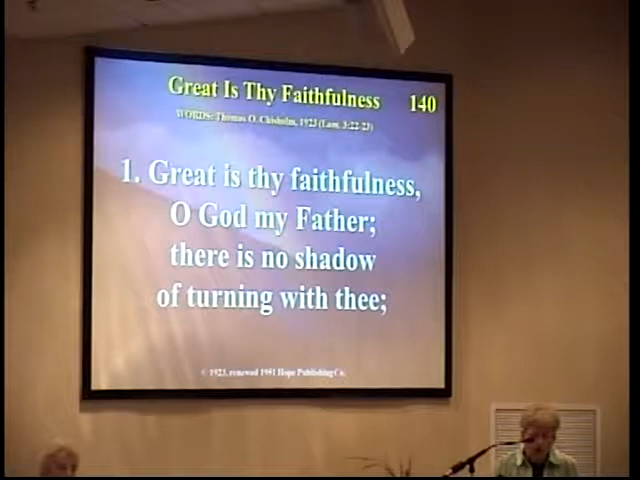 Great Is Thy Faithfulness 140
WORDS: Thomas O. Chisholm, 1923 (Lam. 3:22-23)
1. Great is thy faithfulness,
O God my Father;
there is no shadow
of turning with thee;
© 1923, renewed 1951 Hope Publishing Co.